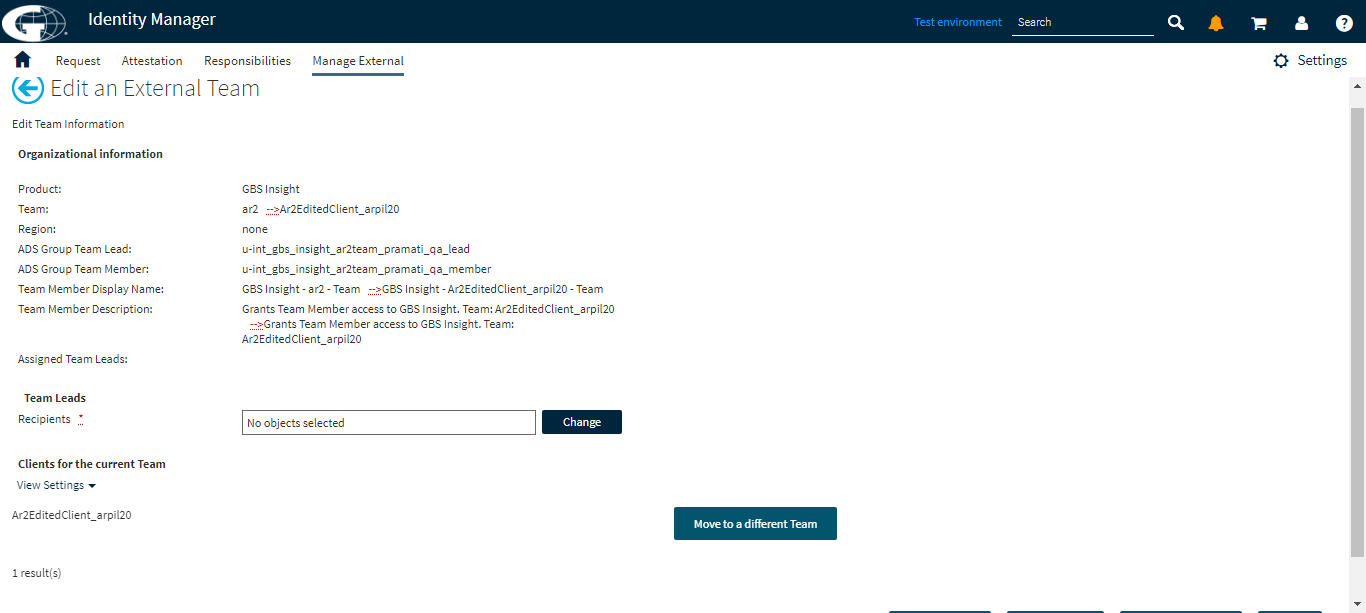 Identity Manager
Test environment
Search
Request
Attestation
Responsibilities
Manage External
Settings
Edit an External Team
Edit Team Information
Organizational information
Product: GBS Insight
Team: ar2 -->Ar2EditedClient_arpil20
Region: none
ADS Group Team Lead: u-int_gbs_insight_ar2team_pramati_qa_lead
ADS Group Team Member: u-int_gbs_insight_ar2team_pramati_qa_member
Team Member Display Name: GBS Insight - ar2 - Team -->GBS Insight - Ar2EditedClient_arpil20 - Team
Team Member Description: Grants Team Member access to GBS Insight. Team: Ar2EditedClient_arpil20
-->Grants Team Member access to GBS Insight. Team:
Ar2EditedClient_arpil20
Assigned Team Leads:
Team Leads
Recipients *
No objects selected
Change
Clients for the current Team
View Settings
Ar2EditedClient_arpil20
Move to a different Team
1 result(s)